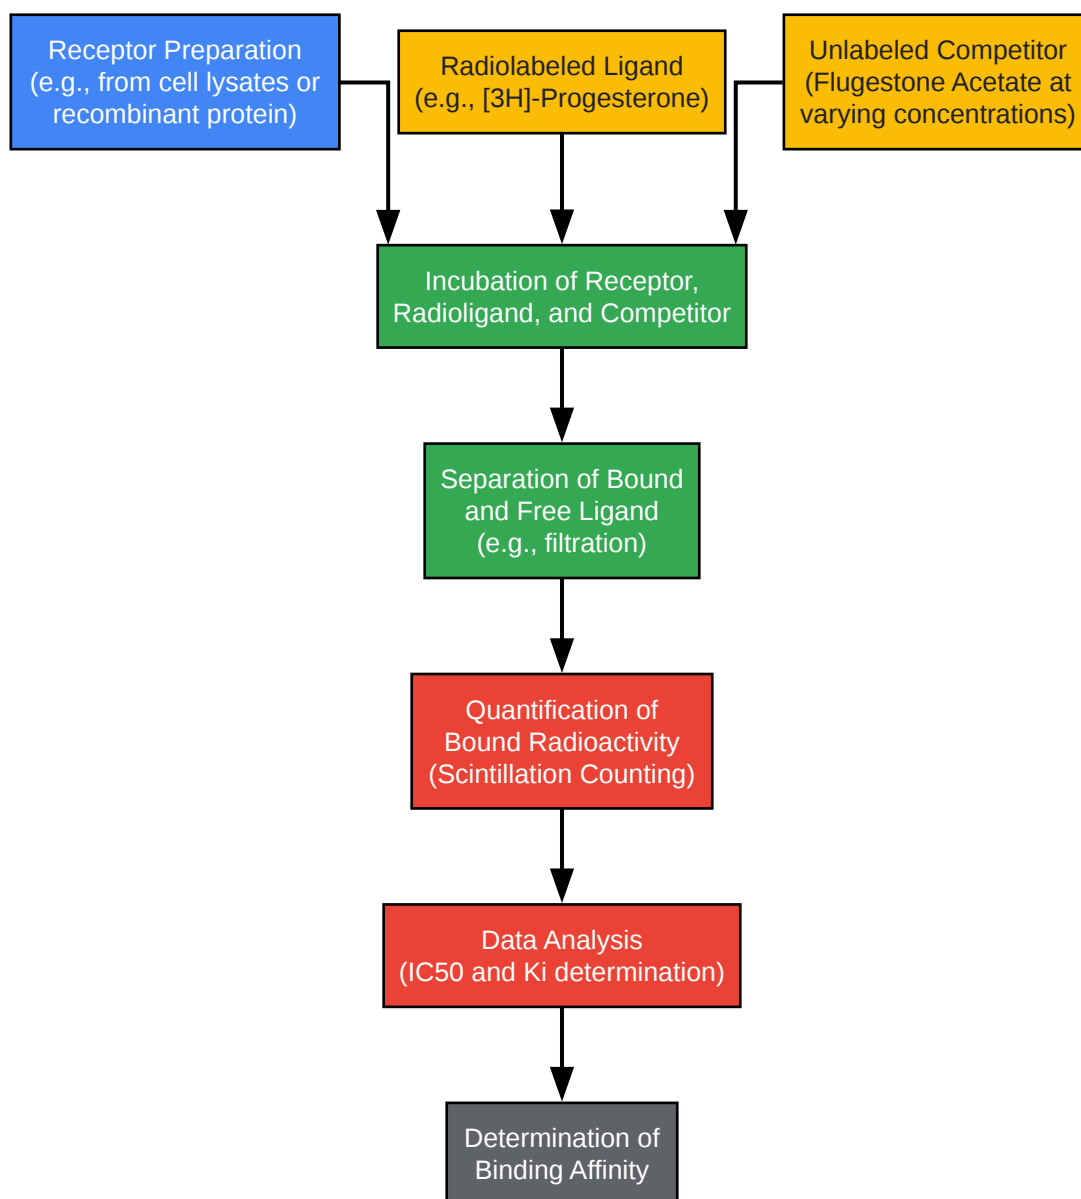 Receptor Preparation
(e.g., from cell lysates or
recombinant protein)
Radiolabeled Ligand
(e.g., [3H]-Progesterone)
Unlabeled Competitor
(Flugestone Acetate at
varying concentrations)
Incubation of Receptor,
Radioligand, and Competitor
Separation of Bound
and Free Ligand
(e.g., filtration)
Quantification of
Bound Radioactivity
(Scintillation Counting)
Data Analysis
(IC50 and Ki determination)
Determination of
Binding Affinity